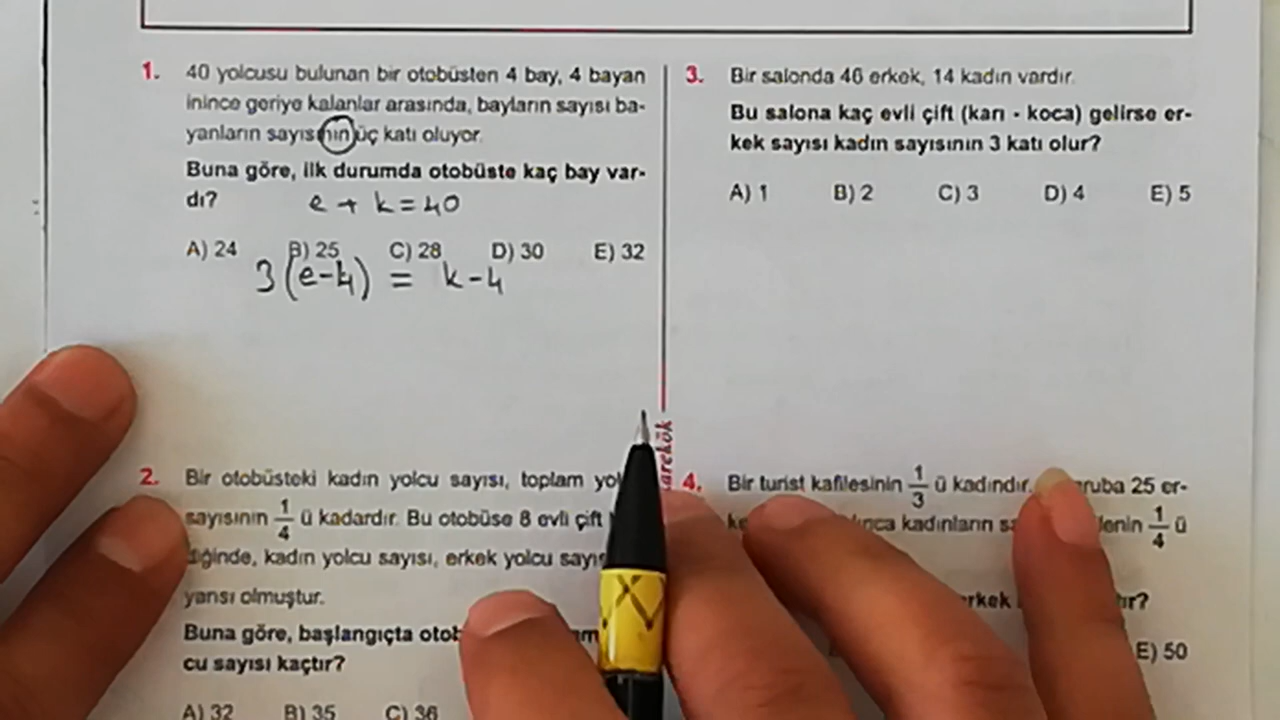 1. 40 yolcusu bulunan bir otobüsten 4 bay, 4 bayan
inince geriye kalanlar arasında, bayların sayısı ba-
yanların sayısının üç katı oluyor.
Buna göre, ilk durumda otobüste kaç bay var-
dı?
e + k = 40
A) 24 B) 25 C) 28 D) 30 E) 32
3(e-4) = k-4
2. Bir otobüsteki kadın yolcu sayısı, toplam
sayısının 1/4 ü kadardır. Bu otobüse 8 evli çift
kadın yolcu sayısı, erkek yolcu
yarısı olmuştur.
Buna göre, başlangıçta
cu sayısı kaçtır?
A) 32 B) 35 C) 36
3. Bir salonda 46 erkek, 14 kadın vardır.
Bu salona kaç evli çift (karı - koca) gelirse er-
kek sayısı kadın sayısının 3 katı olur?
A) 1 B) 2 C) 3 D) 4 E) 5
4. Bir turist kafilesinin 1/3 ü kadındır. 25 er-
kadınların 1/4 ü
E) 50